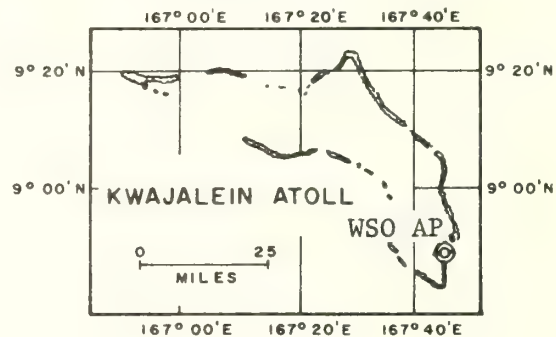 167° 00' E 167° 20' E 167° 40' E
9° 20' N 9° 20' N
9° 00' N 9° 00' N
KWAJALEIN ATOLL
WSO AP
0 25
MILES
167° 00' E 167° 20' E 167° 40' E